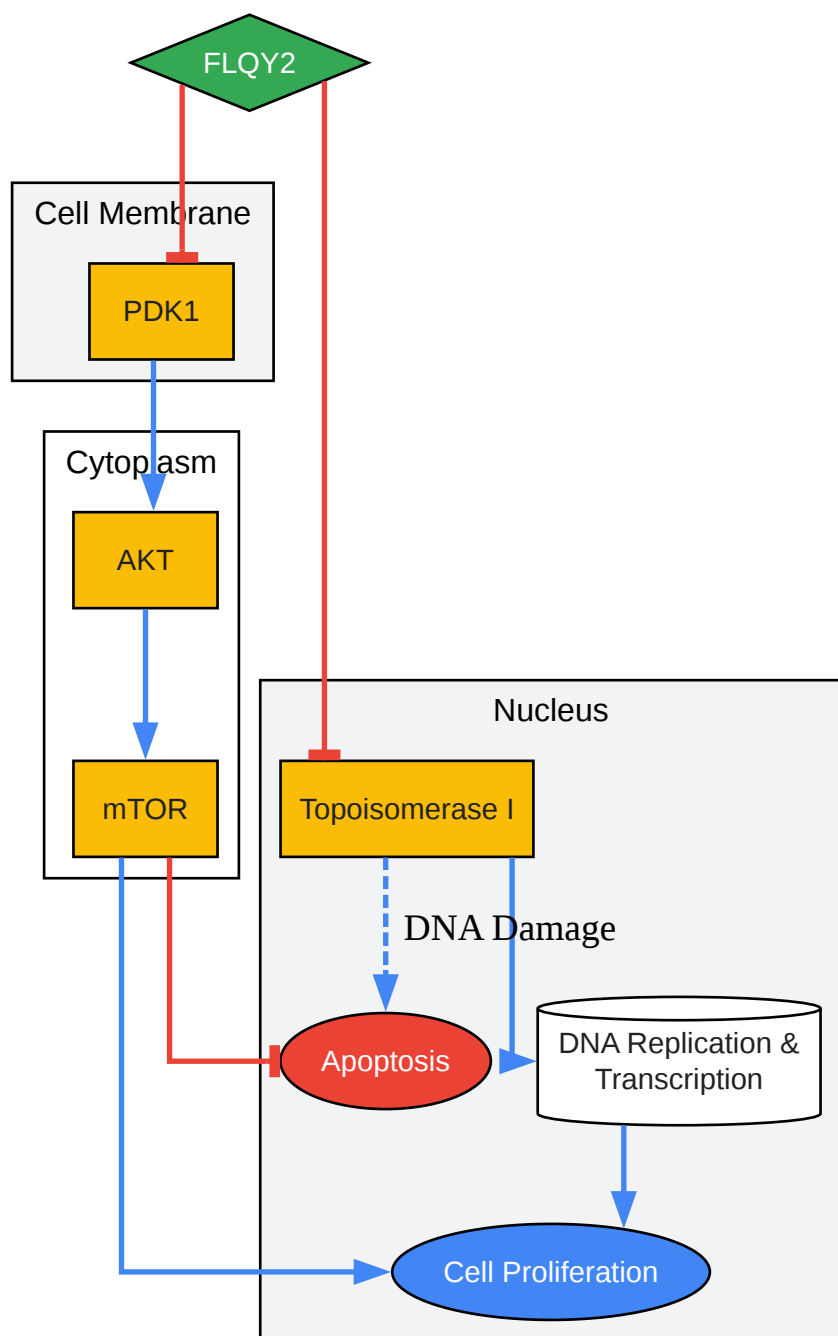 FLQY2
Cell Membrane
PDK1
Cytoplasm
AKT
Nucleus
mTOR
Topoisomerase I
DNA Damage
Apoptosis
DNA Replication &
Transcription
Cell Proliferation